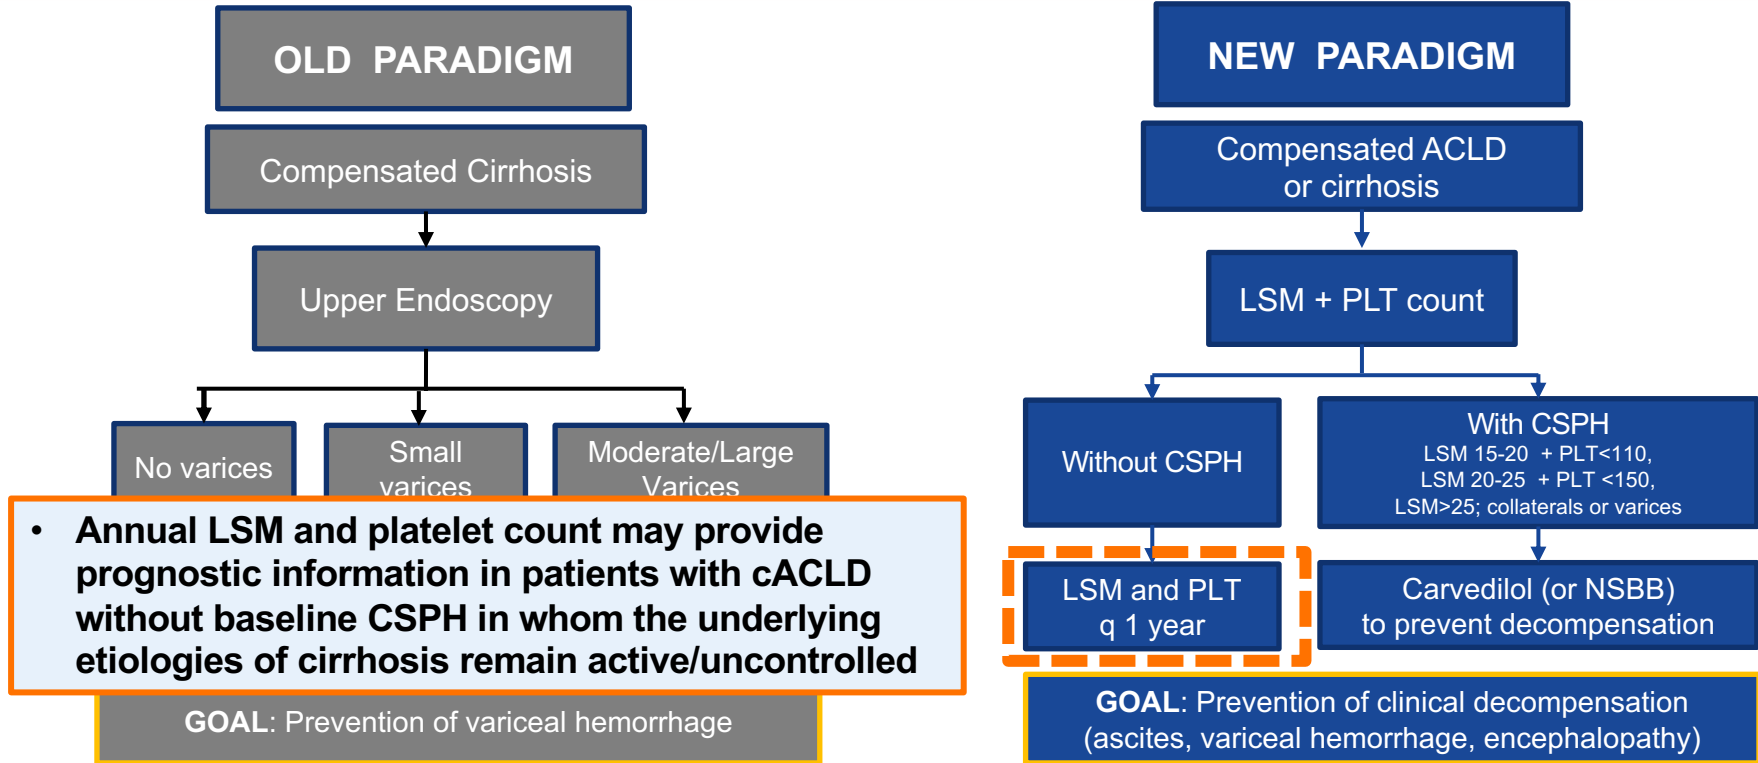 OLD PARADIGM
Compensated Cirrhosis
Upper Endoscopy
No varices
Small
varices
Moderate/Large
Varices
• Annual LSM and platelet count may provide
prognostic information in patients with cACLD
without baseline CSPH in whom the underlying
etiologies of cirrhosis remain active/uncontrolled
GOAL: Prevention of variceal hemorrhage
NEW PARADIGM
Compensated ACLD
or cirrhosis
LSM + PLT count
Without CSPH
With CSPH
LSM 15-20 + PLT<110,
LSM 20-25 + PLT <150,
LSM>25; collaterals or varices
LSM and PLT
q 1 year
Carvedilol (or NSBB)
to prevent decompensation
GOAL: Prevention of clinical decompensation
(ascites, variceal hemorrhage, encephalopathy)